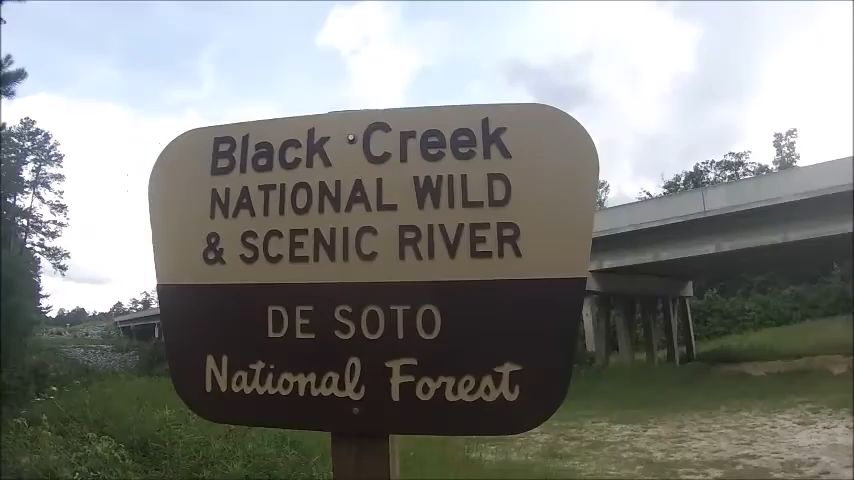 Black Creek
NATIONAL WILD
& SCENIC RIVER
DE SOTO
National Forest